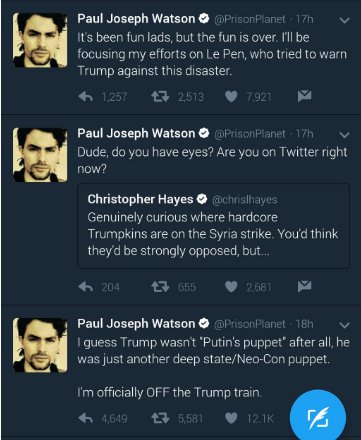 Paul Joseph Watson @PrisonPlanet · 17h
It's been fun lads, but the fun is over. I'll be
focusing my efforts on Le Pen, who tried to warn
Trump against this disaster.
1,257 2,513 7,921
Paul Joseph Watson @PrisonPlanet · 17h
Dude, do you have eyes? Are you on Twitter right
now?
Christopher Hayes @chrislhayes
Genuinely curious where hardcore
Trumpkins are on the Syria strike. You'd think
they'd be strongly opposed, but...
204 655 2,681
Paul Joseph Watson @PrisonPlanet · 18h
I guess Trump wasn't "Putin's puppet" after all, he
was just another deep state/Neo-Con puppet.
I'm officially OFF the Trump train.
4,649 5,581 12.1K